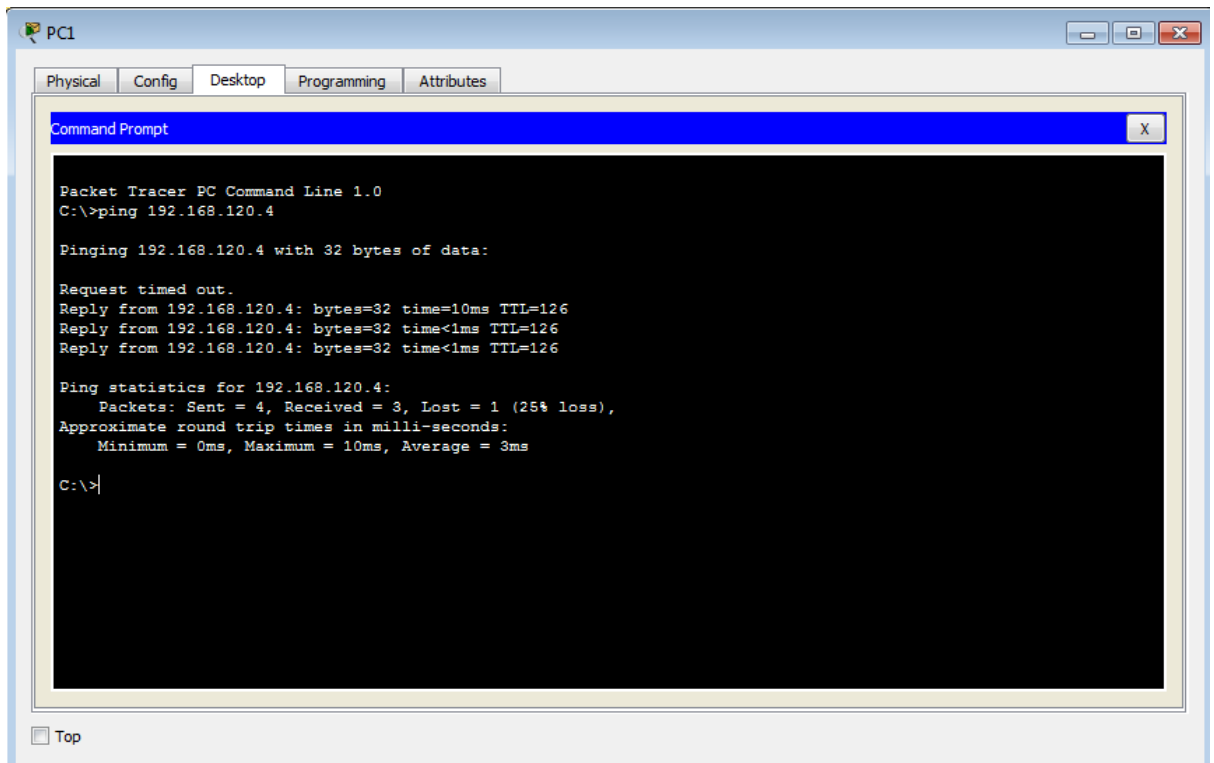 PC1
Physical Config Desktop Programming Attributes
Command Prompt
X
Packet Tracer PC Command Line 1.0
C:\>ping 192.168.120.4
Pinging 192.168.120.4 with 32 bytes of data:
Request timed out.
Reply from 192.168.120.4: bytes=32 time=10ms TTL=126
Reply from 192.168.120.4: bytes=32 time<1ms TTL=126
Reply from 192.168.120.4: bytes=32 time<1ms TTL=126
Ping statistics for 192.168.120.4:
Packets: Sent = 4, Received = 3, Lost = 1 (25% loss),
Approximate round trip times in milli-seconds:
Minimum = 0ms, Maximum = 10ms, Average = 3ms
C:\>
Top